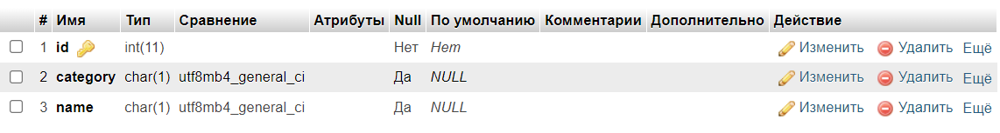 # Имя Тип Сравнение Атрибуты Null По умолчанию Комментарии Дополнительно Действие
1 id int(11) Нет Нет Изменить Удалить Ещё
2 category char(1) utf8mb4_general_ci Да NULL Изменить Удалить Ещё
3 name char(1) utf8mb4_general_ci Да NULL Изменить Удалить Ещё